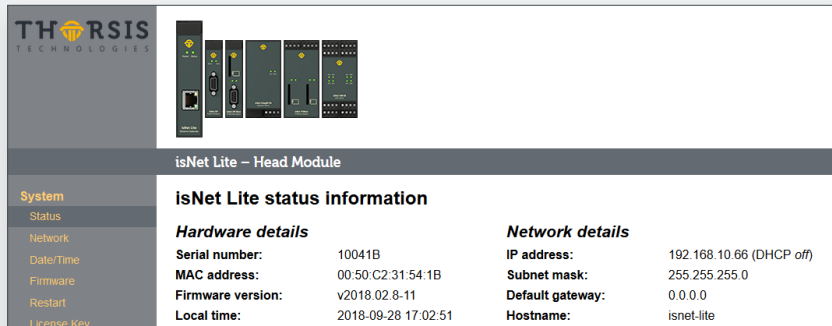 THORSIS
TECHNOLOGIES
isNet Lite – Head Module
System
Status
Network
Date/Time
Firmware
Restart
License Key
isNet Lite status information
Hardware details
Serial number: 10041B
MAC address: 00:50:C2:31:54:1B
Firmware version: v2018.02.8-11
Local time: 2018-09-28 17:02:51
Network details
IP address: 192.168.10.66 (DHCP off)
Subnet mask: 255.255.255.0
Default gateway: 0.0.0.0
Hostname: isnet-lite